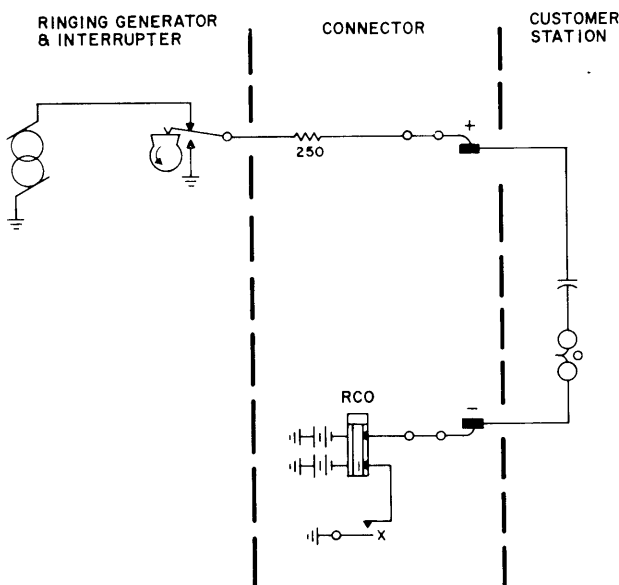 RINGING GENERATOR
& INTERRUPTER
CONNECTOR
CUSTOMER
STATION
+
250
RCO
–
X